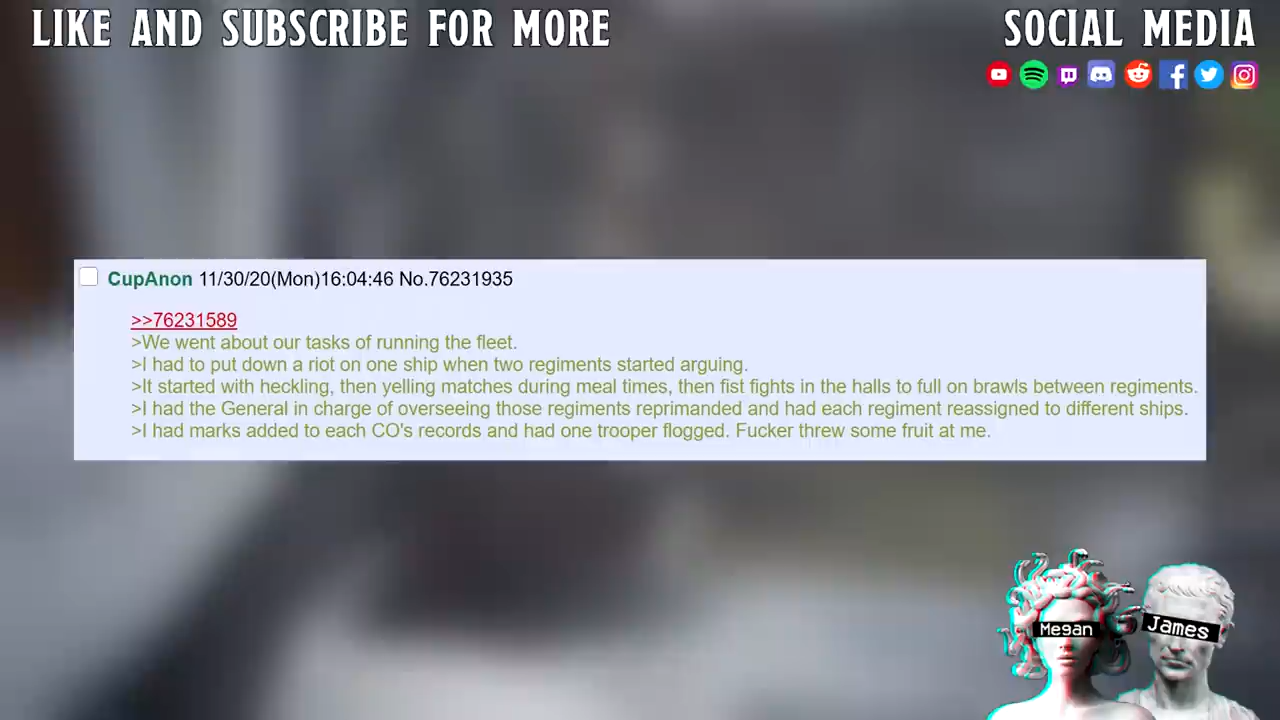 LIKE AND SUBSCRIBE FOR MORE
SOCIAL MEDIA
CupAnon 11/30/20(Mon)16:04:46 No.76231935
>>76231589
>We went about our tasks of running the fleet.
>I had to put down a riot on one ship when two regiments started arguing.
>It started with heckling, then yelling matches during meal times, then fist fights in the halls to full on brawls between regiments.
>I had the General in charge of overseeing those regiments reprimanded and had each regiment reassigned to different ships.
>I had marks added to each CO's records and had one trooper flogged. Fucker threw some fruit at me.
Megan
James